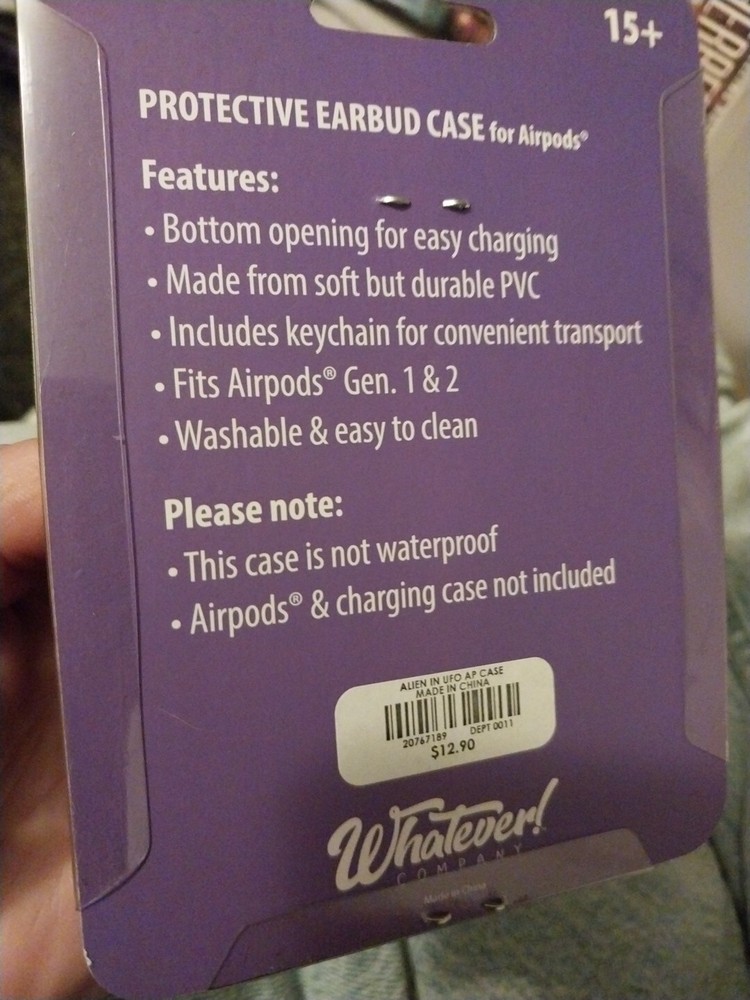 15+
PROTECTIVE EARBUD CASE for Airpods®
Features:
• Bottom opening for easy charging
• Made from soft but durable PVC
• Includes keychain for convenient transport
• Fits Airpods® Gen. 1 & 2
• Washable & easy to clean
Please note:
• This case is not waterproof
• Airpods® & charging case not included
ALIEN IN UFO AP CASE
MADE IN CHINA
20767189 DEPT 0011
$12.90
Whatever!
COMPANY
Made in China